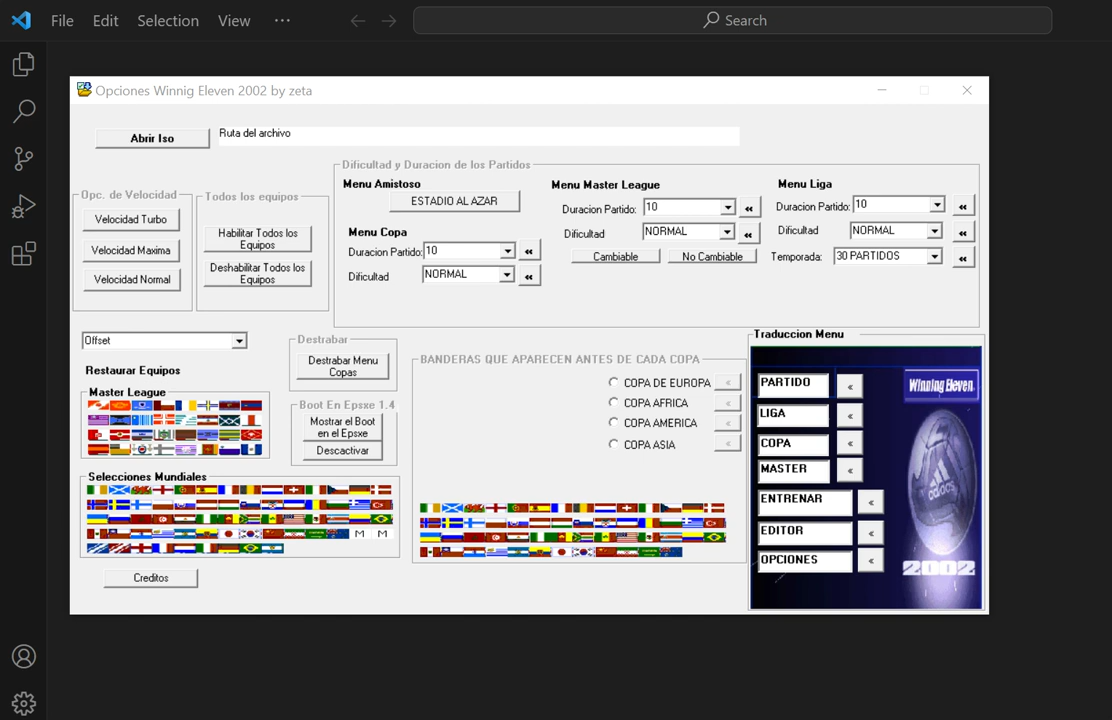 File Edit Selection View ... Search
Opciones Winnig Eleven 2002 by zeta
Abrir Iso Ruta del archivo
Opc. de Velocidad
Velocidad Turbo
Velocidad Maxima
Velocidad Normal
Todos los equipos
Habilitar Todos los
Equipos
Deshabilitar Todos los
Equipos
Dificultad y Duracion de los Partidos
Menu Amistoso
ESTADIO AL AZAR
Menu Copa
Duracion Partido: 10 «
Dificultad NORMAL «
Menu Master League
Duracion Partido: 10 «
Dificultad NORMAL «
Cambiable No Cambiable
Menu Liga
Duracion Partido: 10 «
Dificultad NORMAL «
Temporada: 30 PARTIDOS «
Offset
Restaurar Equipos
Master League
Selecciones Mundiales
M M
Creditos
Destrabar
Destrabar Menu
Copas
Boot En Epsxe 1.4
Mostrar el Boot
en el Epsxe
Descactivar
BANDERAS QUE APARECEN ANTES DE CADA COPA
COPA DE EUROPA «
COPA AFRICA «
COPA AMERICA «
COPA ASIA «
Traduccion Menu
PARTIDO «
LIGA «
COPA «
MASTER «
ENTRENAR «
EDITOR «
OPCIONES «
Winning Eleven
adidas
2002